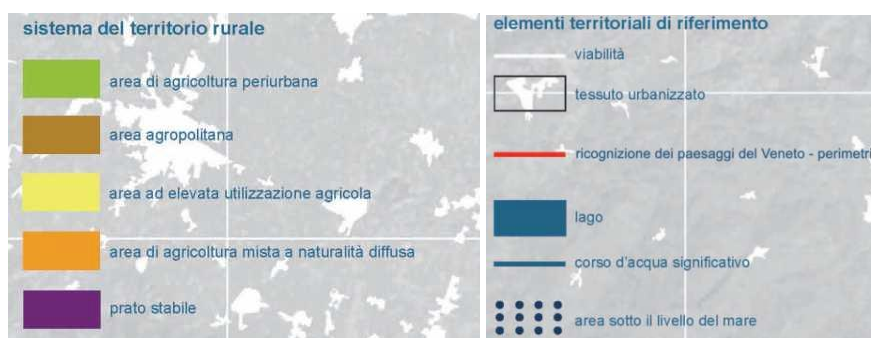 sistema del territorio rurale
area di agricoltura periurbana
area agropolitana
area ad elevata utilizzazione agricola
area di agricoltura mista a naturalità diffusa
prato stabile
elementi territoriali di riferimento
viabilità
tessuto urbanizzato
ricognizione dei paesaggi del Veneto - perimetri
lago
corso d'acqua significativo
area sotto il livello del mare